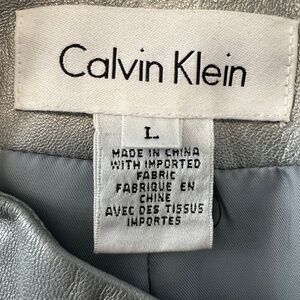 Calvin Klein
L
MADE IN CHINA
WITH IMPORTED
FABRIC
FABRIQUE EN
CHINE
AVEC DES TISSUS
IMPORTES